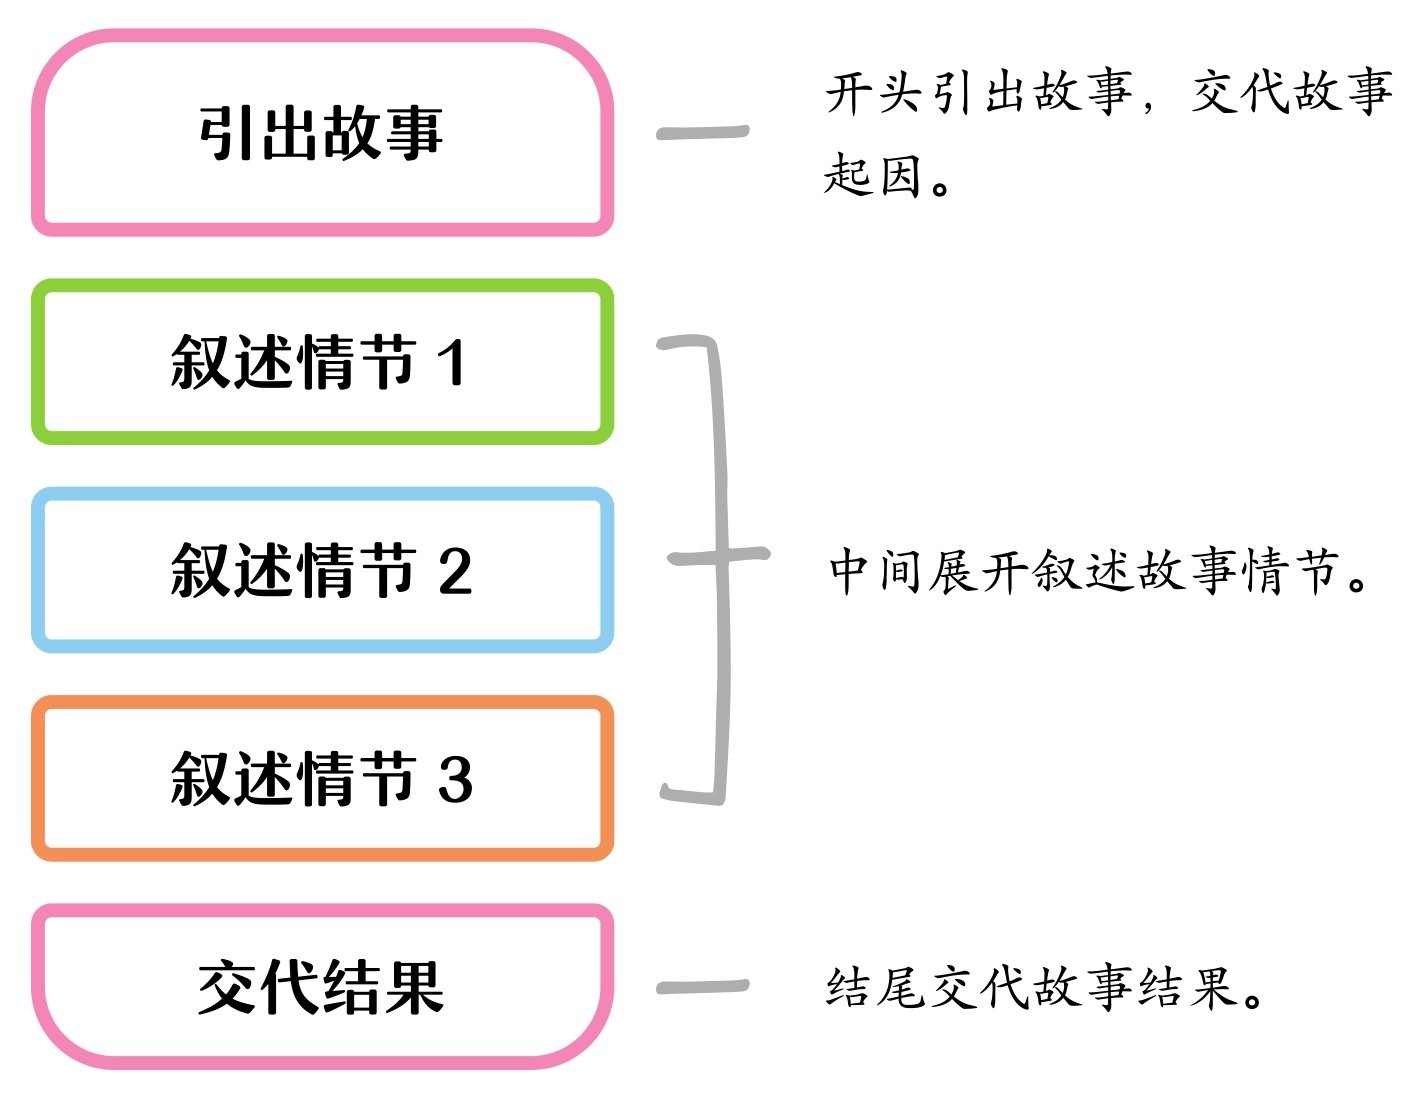 引出故事
开头引出故事，交代故事
起因。
叙述情节 1
叙述情节 2
中间展开叙述故事情节。
叙述情节 3
交代结果
结尾交代故事结果。